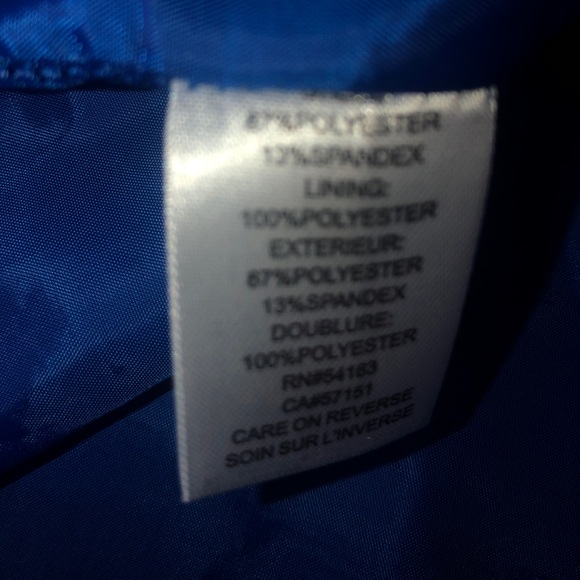 87%POLYESTER
13%SPANDEX
LINING:
100%POLYESTER
EXTERIEUR:
87%POLYESTER
13%SPANDEX
DOUBLURE:
100%POLYESTER
RN#54163
CA#57151
CARE ON REVERSE
SOIN SUR L'INVERSE